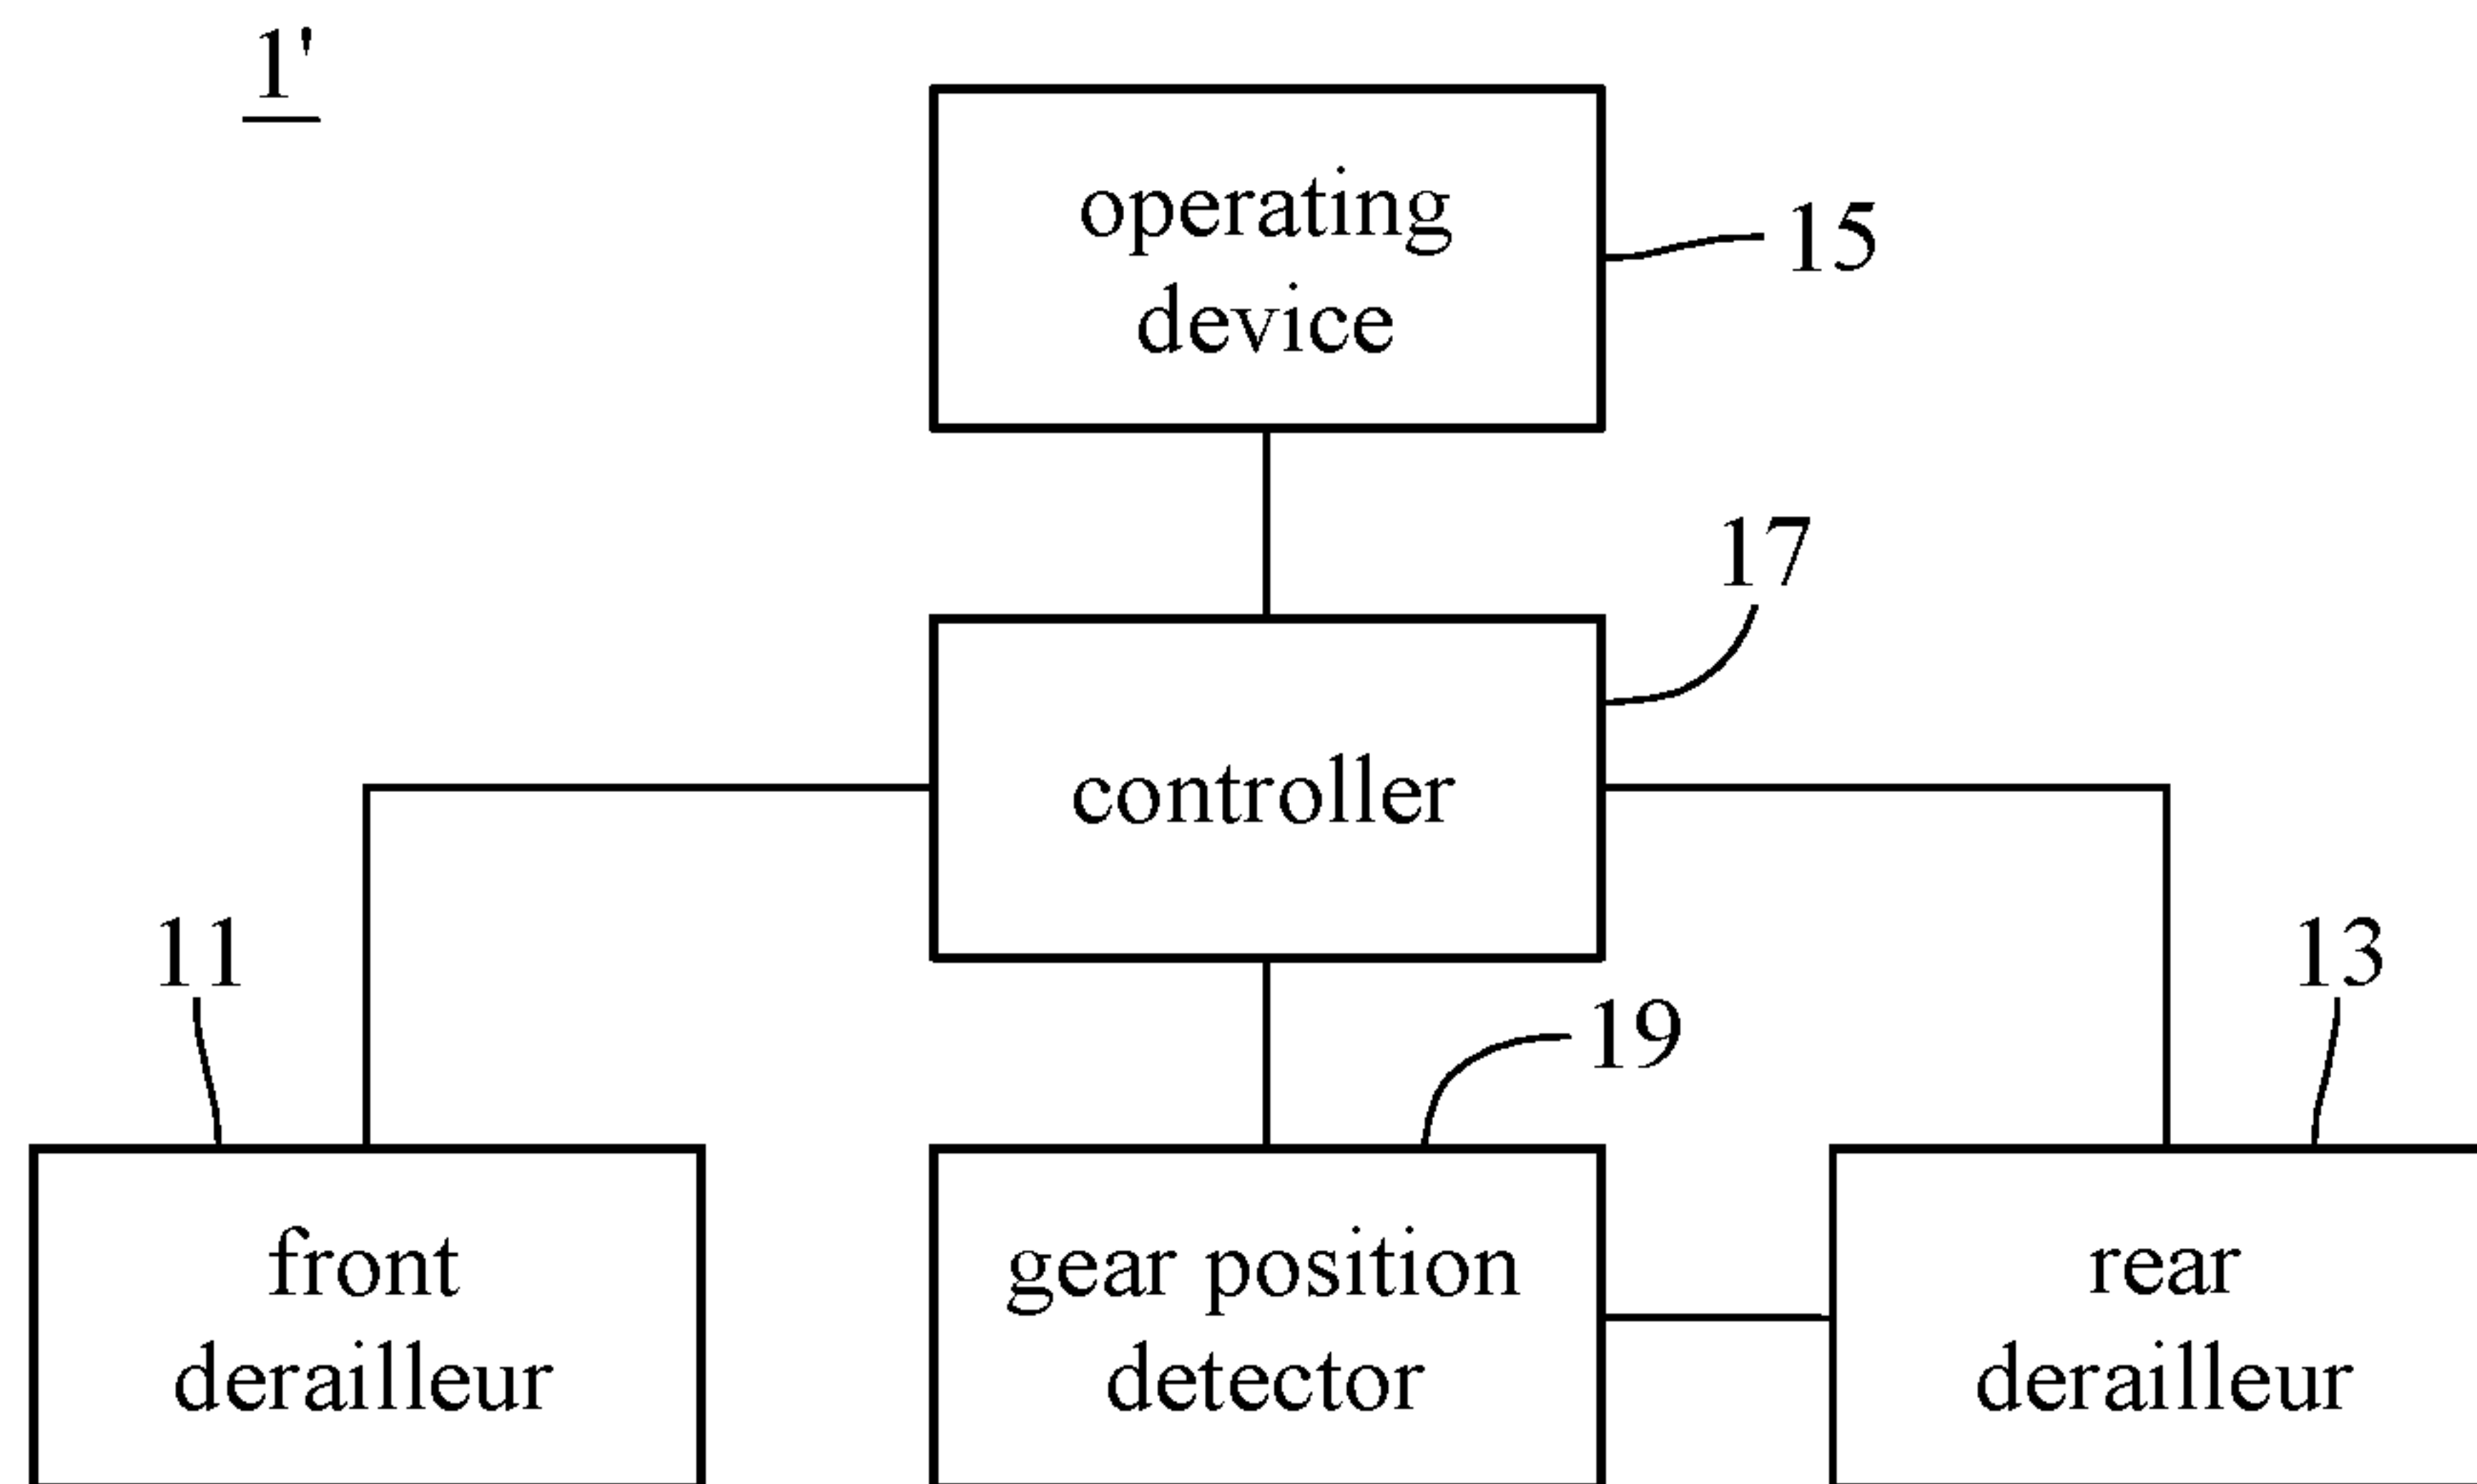 1'
operating
device
15
17
controller
11
13
19
front
derailleur
gear position
detector
rear
derailleur